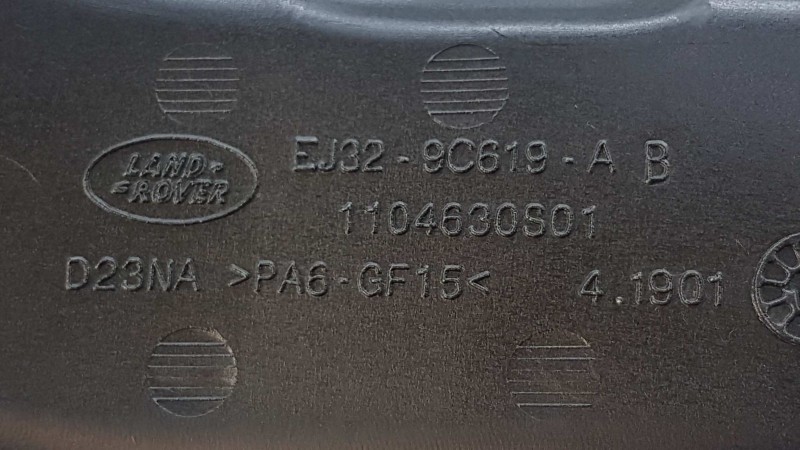 LAND-
ROVER
EJ32-9C619-A B
1104630S01
D23NA >PA6-GF15< 4.1901